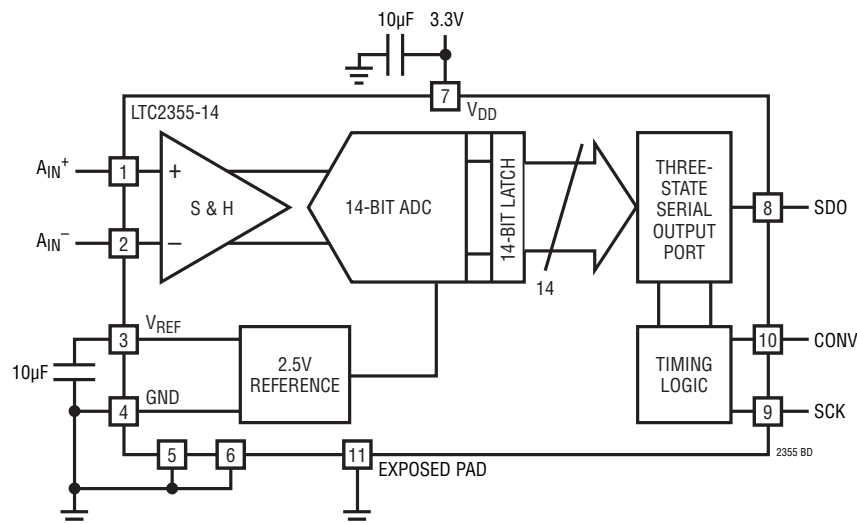 10µF 3.3V
7
LTC2355-14
VDD
AIN+
1
+
S & H
14-BIT ADC
14-BIT LATCH
THREE-
STATE
SERIAL
OUTPUT
PORT
8
SDO
AIN–
2
–
14
3
VREF
10µF
2.5V
REFERENCE
TIMING
LOGIC
10
CONV
4
GND
9
SCK
5
6
11
EXPOSED PAD
2355 BD